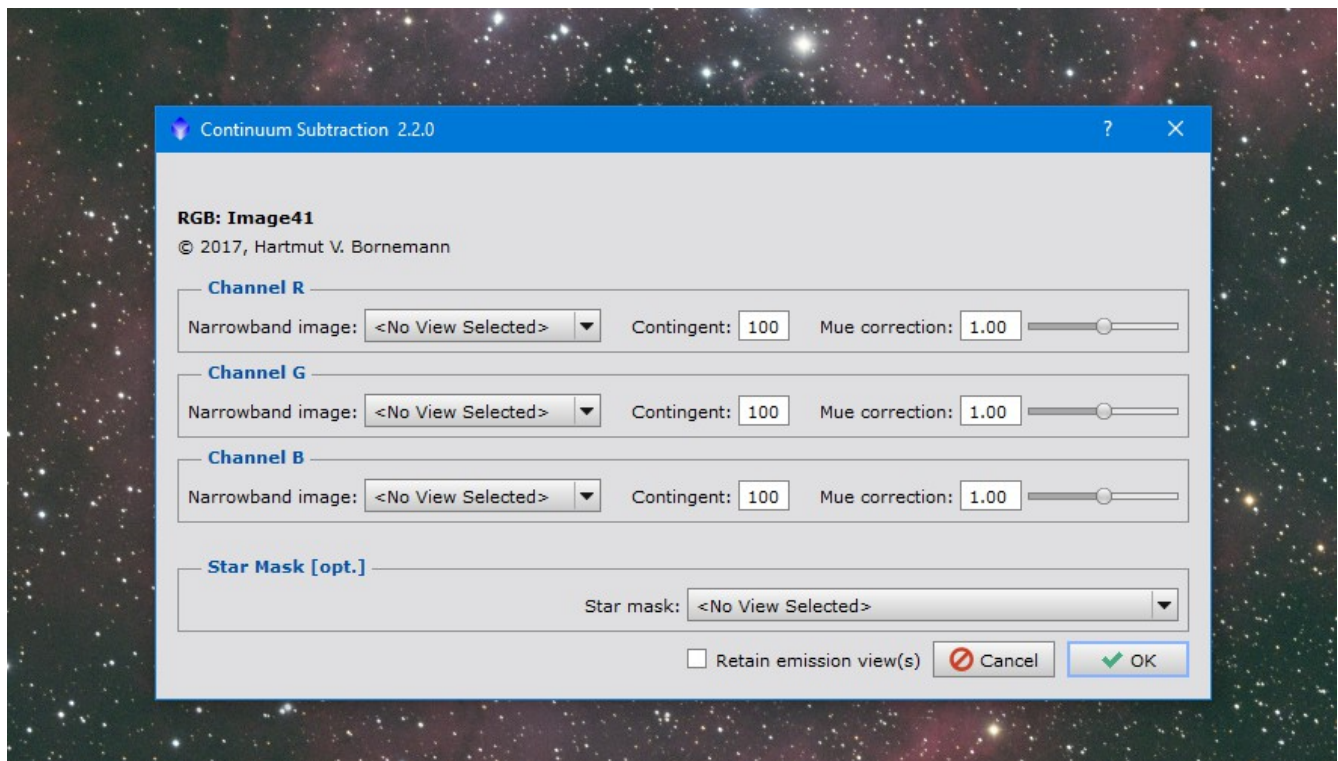 Continuum Subtraction 2.2.0 ?
RGB: Image41
© 2017, Hartmut V. Bornemann
Channel R
Narrowband image: <No View Selected> Contingent: 100 Mue correction: 1.00
Channel G
Narrowband image: <No View Selected> Contingent: 100 Mue correction: 1.00
Channel B
Narrowband image: <No View Selected> Contingent: 100 Mue correction: 1.00
Star Mask [opt.]
Star mask: <No View Selected>
Retain emission view(s) Cancel OK